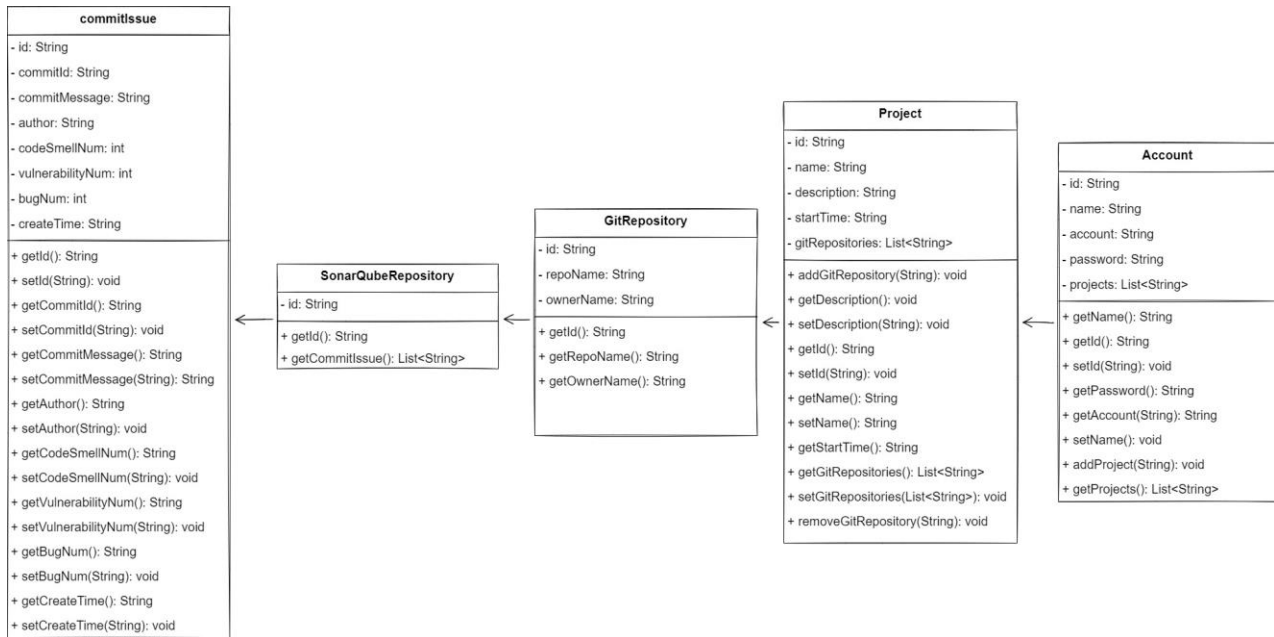 commitIssue
- id: String
- commitId: String
- commitMessage: String
- author: String
- codeSmellNum: int
- vulnerabilityNum: int
- bugNum: int
- createTime: String
+ getId(): String
+ setId(String): void
+ getCommitId(): String
+ setCommitId(String): void
+ getCommitMessage(): String
+ setCommitMessage(String): String
+ getAuthor(): String
+ setAuthor(String): void
+ getCodeSmellNum(): String
+ setCodeSmellNum(String): void
+ getVulnerabilityNum(): String
+ setVulnerabilityNum(String): void
+ getBugNum(): String
+ setBugNum(String): void
+ getCreateTime(): String
+ setCreateTime(String): void
SonarQubeRepository
- id: String
+ getId(): String
+ getCommitIssue(): List<String>
GitRepository
- id: String
- repoName: String
- ownerName: String
+ getId(): String
+ getRepoName(): String
+ getOwnerName(): String
Project
- id: String
- name: String
- description: String
- startTime: String
- gitRepositories: List<String>
+ addGitRepository(String): void
+ getDescription(): void
+ setDescription(String): void
+ getId(): String
+ setId(String): void
+ getName(): String
+ setName(): String
+ getStartTime(): String
+ getGitRepositories(): List<String>
+ setGitRepositories(List<String>): void
+ removeGitRepository(String): void
Account
- id: String
- name: String
- account: String
- password: String
- projects: List<String>
+ getName(): String
+ getId(): String
+ setId(String): void
+ getPassword(): String
+ getAccount(String): String
+ setName(): void
+ addProject(String): void
+ getProjects(): List<String>